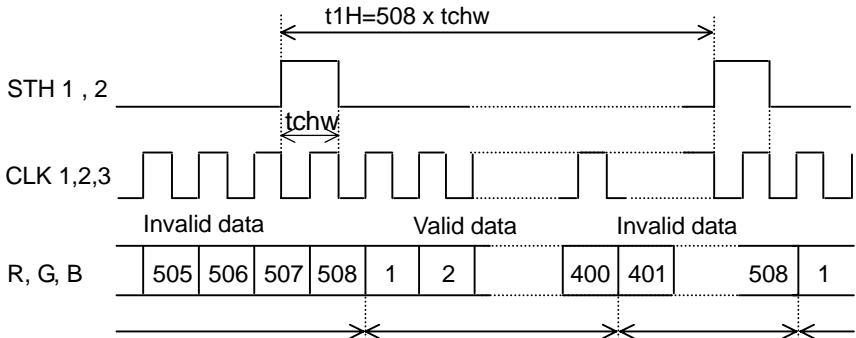 t1H=508 x tchw
STH 1 , 2
tchw
CLK 1,2,3
Invalid data Valid data Invalid data
R, G, B 505 506 507 508 1 2 400 401 508 1